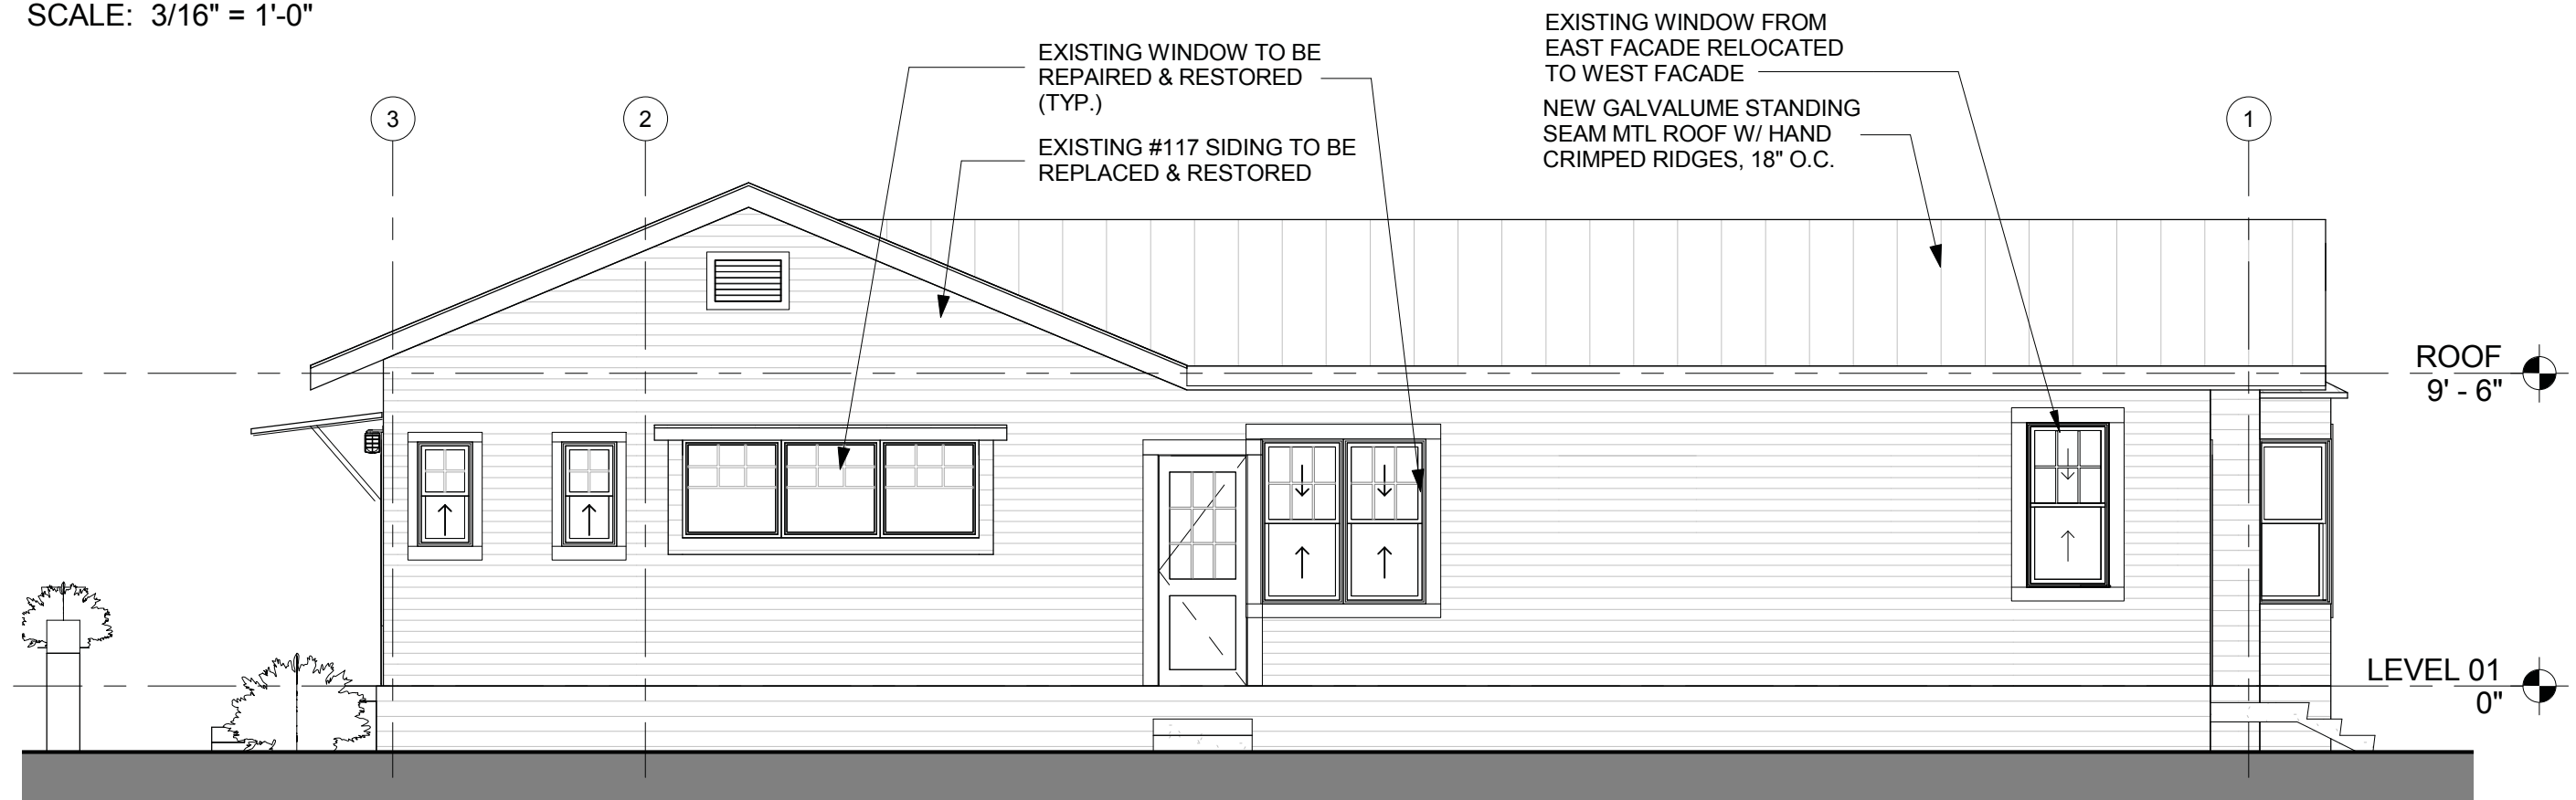 SCALE: 3/16" = 1'-0"
EXISTING WINDOW TO BE
REPAIRED & RESTORED
(TYP.)
EXISTING #117 SIDING TO BE
REPLACED & RESTORED
EXISTING WINDOW FROM
EAST FACADE RELOCATED
TO WEST FACADE
NEW GALVALUME STANDING
SEAM MTL ROOF W/ HAND
CRIMPED RIDGES, 18" O.C.
3
2
1
ROOF
9' - 6"
LEVEL 01
0"